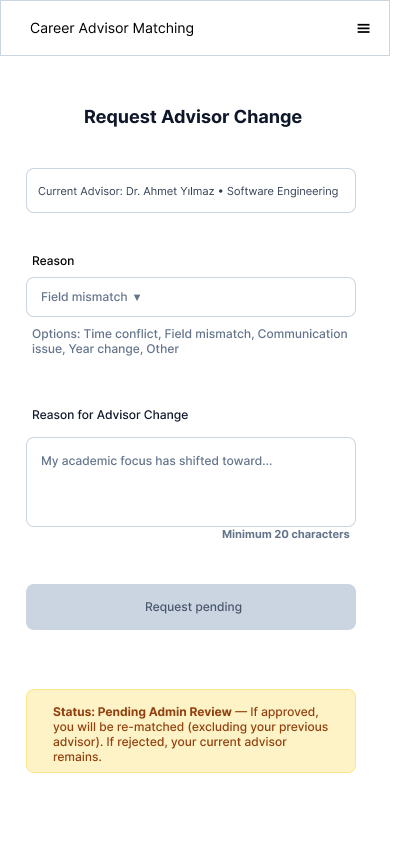 Career Advisor Matching
Request Advisor Change
Current Advisor: Dr. Ahmet Yılmaz • Software Engineering
Reason
Field mismatch ▼
Options: Time conflict, Field mismatch, Communication
issue, Year change, Other
Reason for Advisor Change
My academic focus has shifted toward...
Minimum 20 characters
Request pending
Status: Pending Admin Review — If approved,
you will be re-matched (excluding your previous
advisor). If rejected, your current advisor
remains.